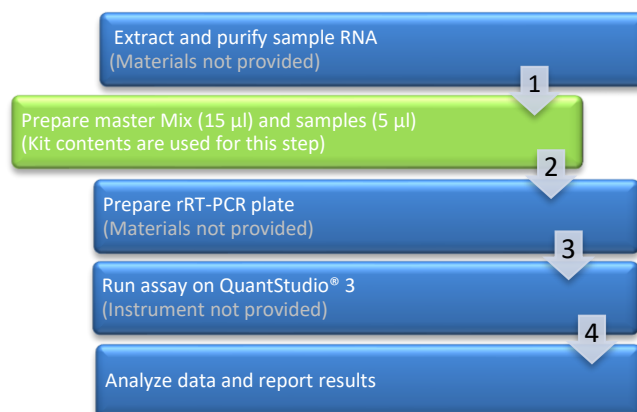 Extract and purify sample RNA
(Materials not provided)
1
Prepare master Mix (15 µl) and samples (5 µl)
(Kit contents are used for this step)
2
Prepare rRT-PCR plate
(Materials not provided)
3
Run assay on QuantStudio® 3
(Instrument not provided)
4
Analyze data and report results